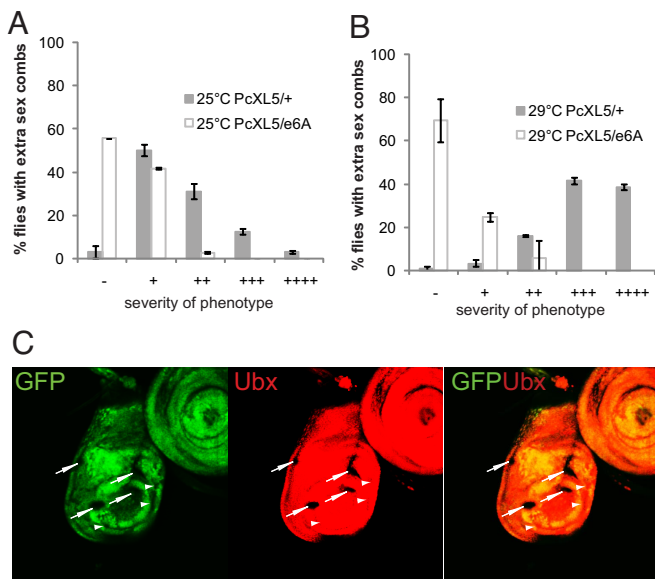 A
% flies with extra sex combs
100
80
60
40
20
0
25°C PcXL5/+
25°C PcXL5/e6A
- + ++ +++ ++++
severity of phenotype
B
% flies with extra sex combs
100
80
60
40
20
0
29°C PcXL5/+
29°C PcXL5/e6A
- + ++ +++ ++++
severity of phenotype
C
GFP
Ubx
GFPUbx